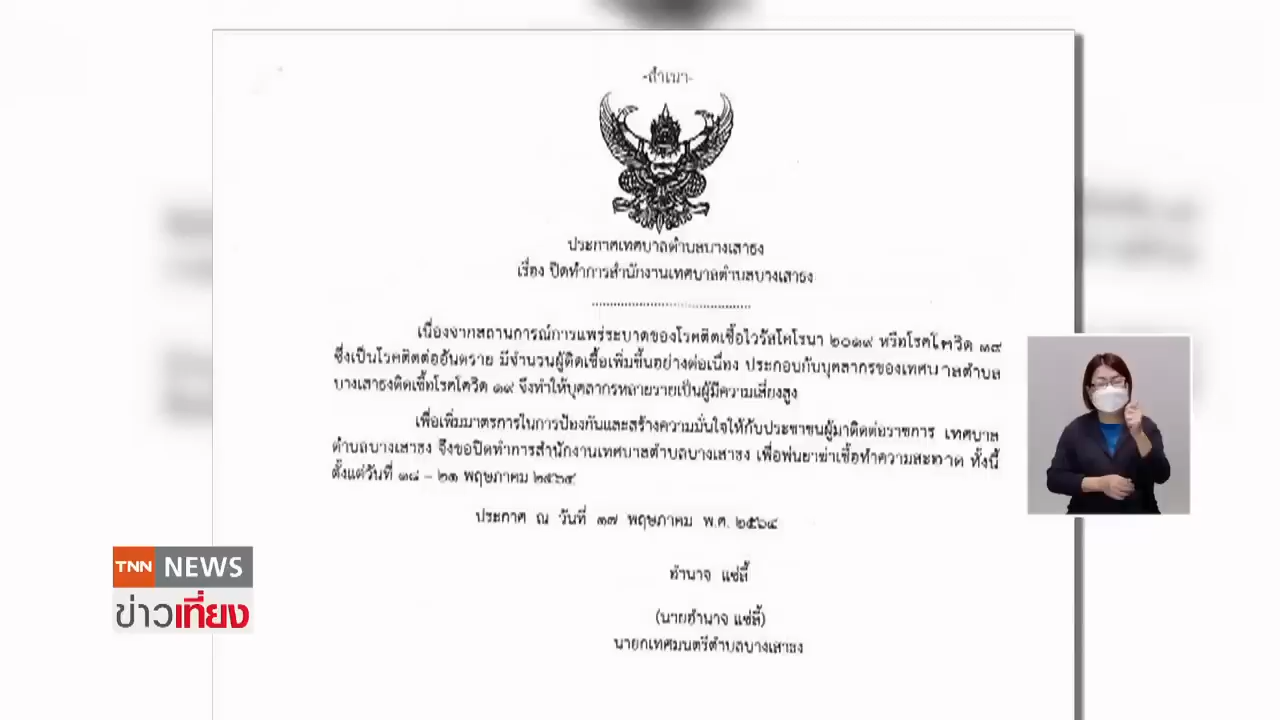 -สำเนา-
ประกาศเทศบาลตำบลบางเสาธง
เรื่อง ปิดทำการสำนักงานเทศบาลตำบลบางเสาธง
เนื่องจากสถานการณ์การแพร่ระบาดของโรคติดเชื้อไวรัสโคโรนา ๒๐๑๙ หรือโรคโควิด ๑๙
ซึ่งเป็นโรคติดต่ออันตราย มีจำนวนผู้ติดเชื้อเพิ่มขึ้นอย่างต่อเนื่อง ประกอบกับบุคลากรของเทศบาลตำบล
บางเสาธงติดเชื้อโรคโควิด ๑๙ จึงทำให้บุคลากรหลายรายเป็นผู้มีความเสี่ยงสูง
เพื่อเพิ่มมาตรการในการป้องกันและสร้างความมั่นใจให้กับประชาชนผู้มาติดต่อราชการ เทศบาล
ตำบลบางเสาธง จึงขอปิดทำการสำนักงานเทศบาลตำบลบางเสาธง เพื่อพ่นยาฆ่าเชื้อทำความสะอาด ทั้งนี้
ตั้งแต่วันที่ ๑๘ – ๒๑ พฤษภาคม ๒๕๖๔
ประกาศ ณ วันที่ ๑๗ พฤษภาคม พ.ศ. ๒๕๖๔
อำนาจ แซ่ลี้
(นายอำนาจ แซ่ลี้)
นายกเทศมนตรีตำบลบางเสาธง
TNN NEWS
ข่าวเที่ยง